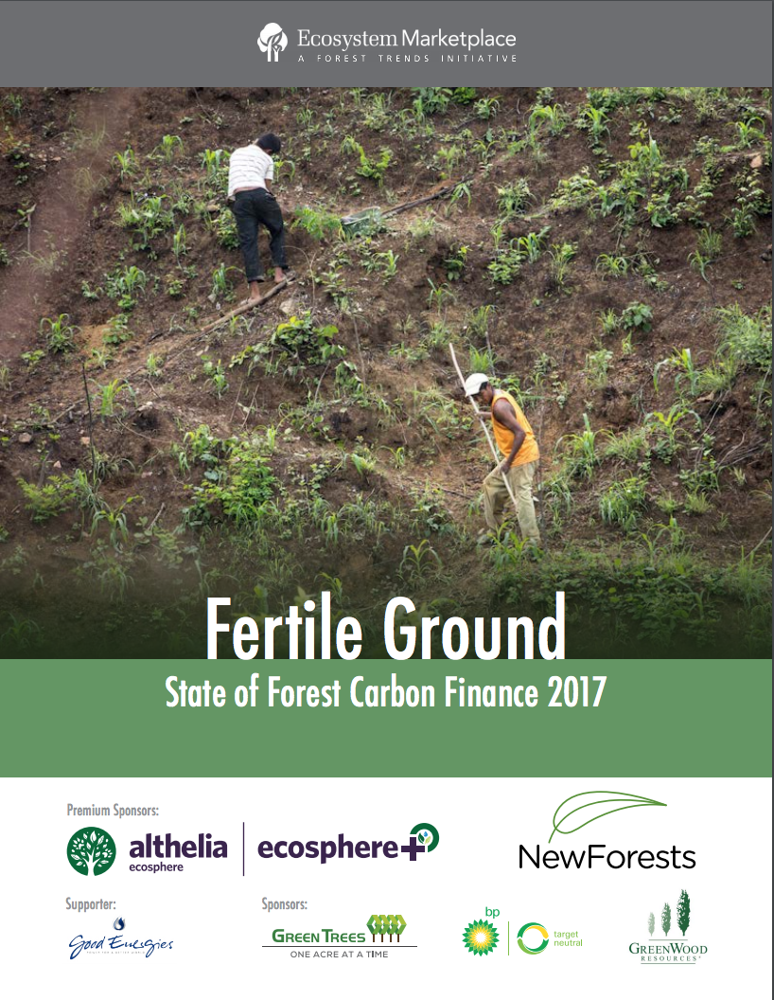 Ecosystem Marketplace
A FOREST TRENDS INITIATIVE
Fertile Ground
State of Forest Carbon Finance 2017
Premium Sponsors:
althelia
ecosphere
ecosphere+
NewForests
Supporter:
Sponsors:
Good Energies
GREEN TREES
ONE ACRE AT A TIME
bp
target
neutral
GREENWOOD
RESOURCES®